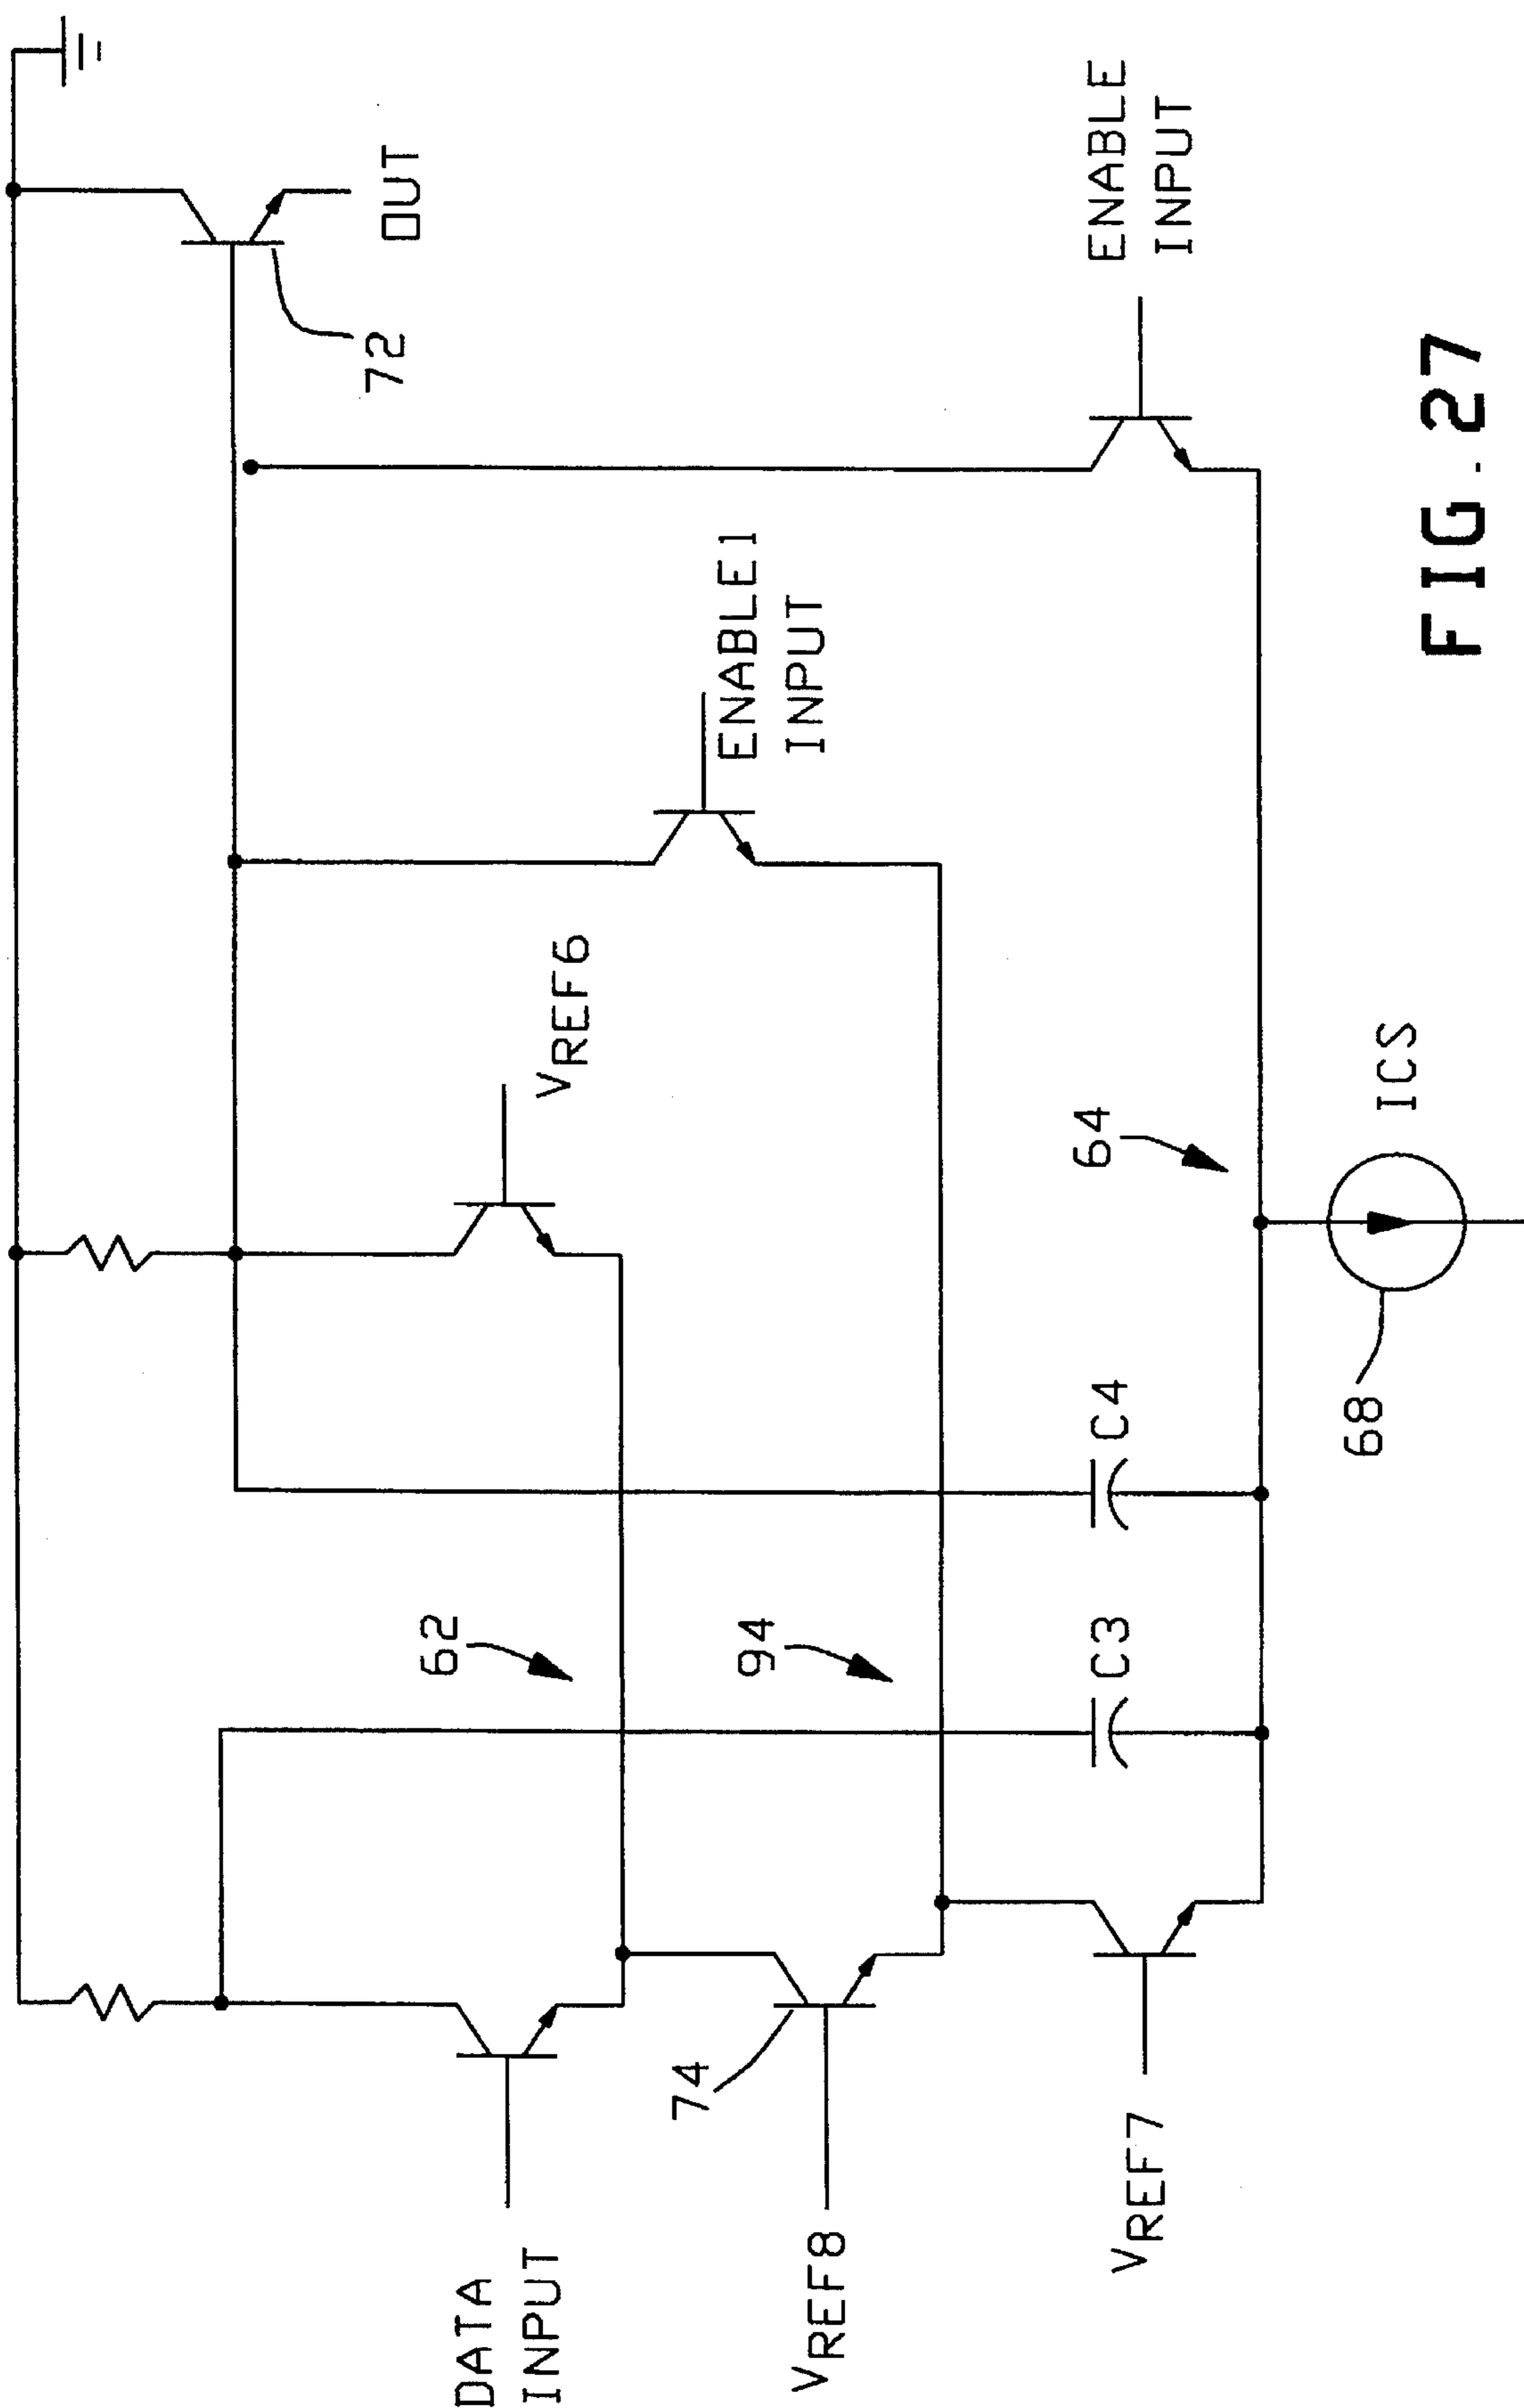 OUT
72
ENABLE1
INPUT
VREF6
ENABLE
INPUT
62
94
64
DATA
INPUT
74
VREF8
C3
C4
VREF7
68
ICS
FIG. 27